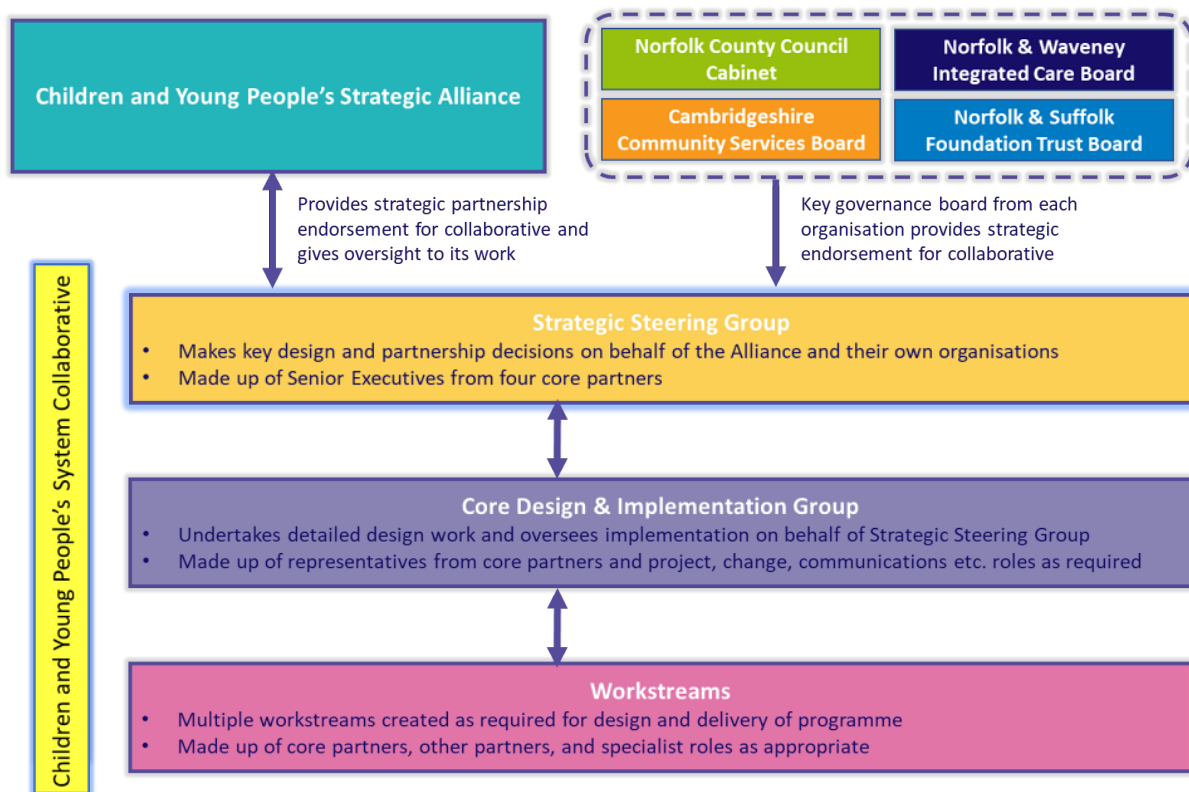 Children and Young People's Strategic Alliance
Norfolk County Council
Cabinet
Norfolk & Waveney
Integrated Care Board
Cambridgeshire
Community Services Board
Norfolk & Suffolk
Foundation Trust Board
Provides strategic partnership
endorsement for collaborative and
gives oversight to its work
Key governance board from each
organisation provides strategic
endorsement for collaborative
Children and Young People's System Collaborative
Strategic Steering Group
• Makes key design and partnership decisions on behalf of the Alliance and their own organisations
• Made up of Senior Executives from four core partners
Core Design & Implementation Group
• Undertakes detailed design work and oversees implementation on behalf of Strategic Steering Group
• Made up of representatives from core partners and project, change, communications etc. roles as required
Workstreams
• Multiple workstreams created as required for design and delivery of programme
• Made up of core partners, other partners, and specialist roles as appropriate